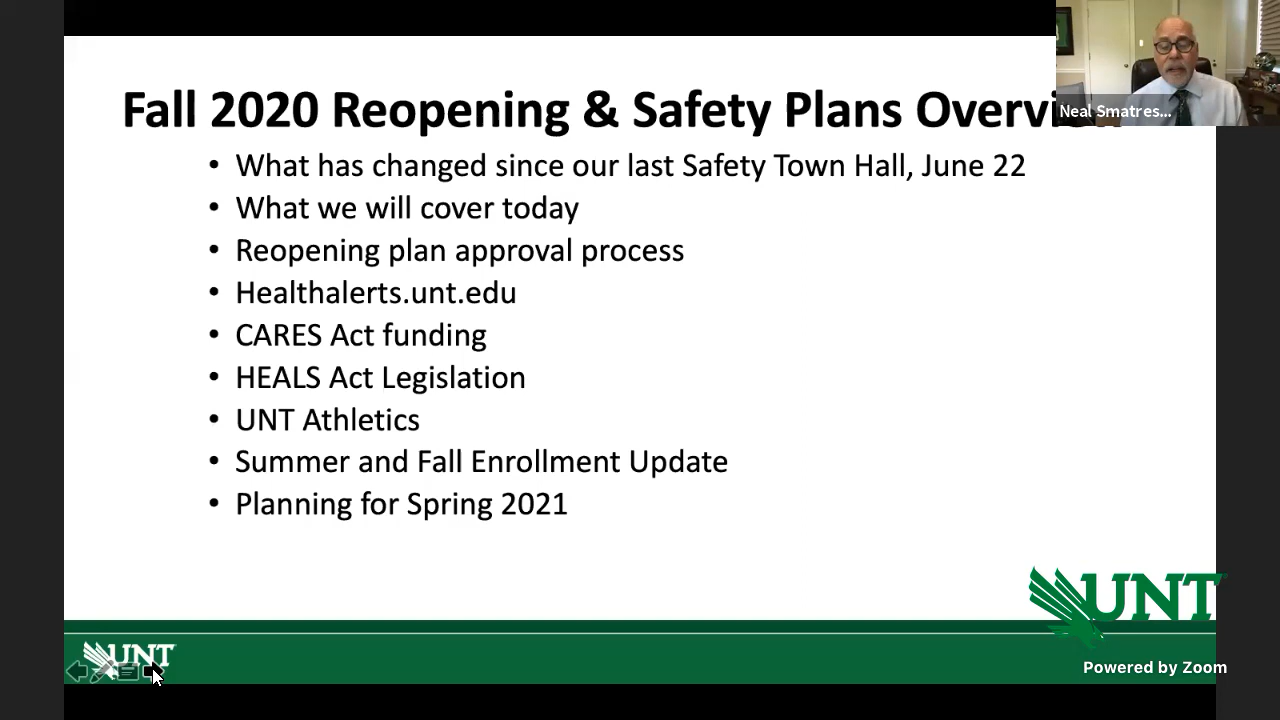 Fall 2020 Reopening & Safety Plans Overvi
Neal Smatres...
• What has changed since our last Safety Town Hall, June 22
• What we will cover today
• Reopening plan approval process
• Healthalerts.unt.edu
• CARES Act funding
• HEALS Act Legislation
• UNT Athletics
• Summer and Fall Enrollment Update
• Planning for Spring 2021
UNT
UNT
Powered by Zoom